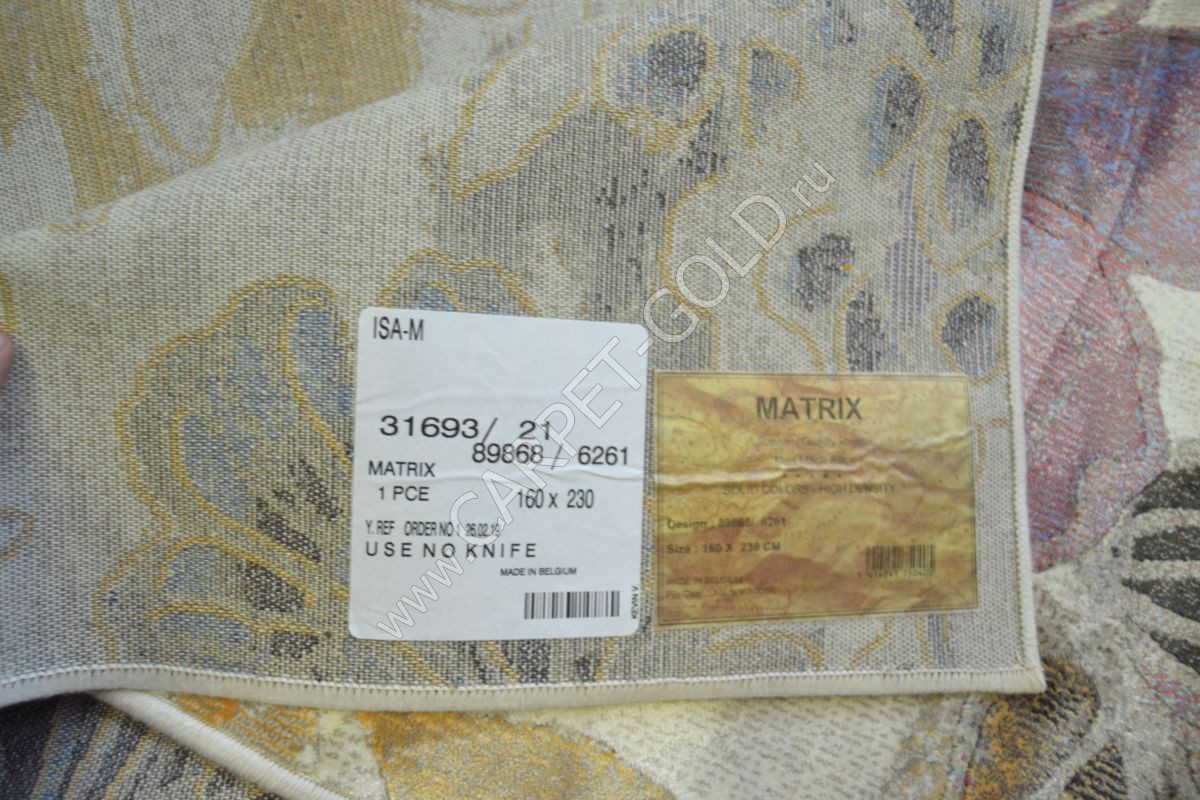 ISA-M
31693/ 21
89868 6261
MATRIX
1 PCE 160 x 230
Y. REF ORDER NO
USE NO KNIFE
MADE IN BELGIUM
KEVIN V
MATRIX
SOLID COLORS - HIGH DENSITY
Design : 89868/ 6261
Size : 160 X 230 CM
MADE IN BELGIUM
www.CARPET-GOLD.ru